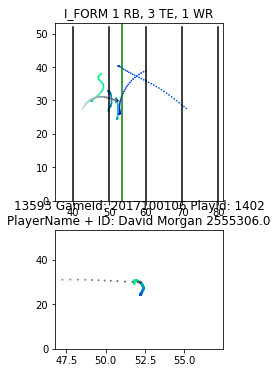 I_FORM 1 RB, 3 TE, 1 WR
50
40
30
20
10
0
40 50 60 70 80
13593 GameId: 2017100106 PlayId: 1402
PlayerName + ID: David Morgan 2555306.0
40
20
0
47.5 50.0 52.5 55.0